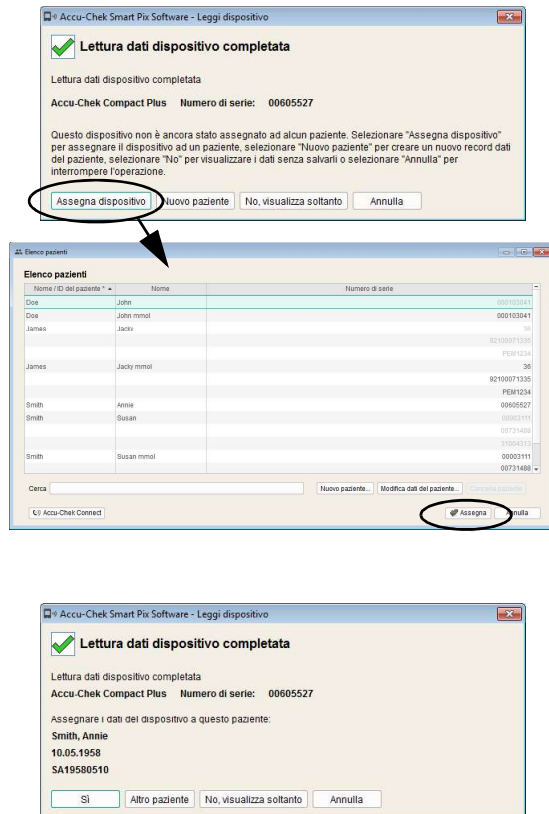 Accu-Chek Smart Pix Software - Leggi dispositivo
Lettura dati dispositivo completata
Lettura dati dispositivo completata
Accu-Chek Compact Plus Numero di serie: 00605527
Questo dispositivo non è ancora stato assegnato ad alcun paziente. Selezionare "Assegna dispositivo"
per assegnare il dispositivo ad un paziente, selezionare "Nuovo paziente" per creare un nuovo record dati
del paziente, selezionare "No" per visualizzare i dati senza salvarli o selezionare "Annulla" per
interrompere l'operazione.
Assegna dispositivo Nuovo paziente No, visualizza soltanto Annulla
Elenco pazienti
Elenco pazienti
Nome / ID del paziente * Nome Numero di serie
Doe John 000103041
Doe John mmol 000103041
James Jacky 36
92100071335
PEM1234
James Jacky mmol 36
92100071335
PEM1234
Smith Annie 00605527
Smith Susan 00003111
00731488
31004313
Smith Susan mmol 00003111
00731488
Cerca Nuovo paziente... Modifica dati del paziente... Cancella paziente
Accu-Chek Connect Assegna Annulla
Accu-Chek Smart Pix Software - Leggi dispositivo
Lettura dati dispositivo completata
Lettura dati dispositivo completata
Accu-Chek Compact Plus Numero di serie: 00605527
Assegnare i dati del dispositivo a questo paziente:
Smith, Annie
10.05.1958
SA19580510
Sì Altro paziente No, visualizza soltanto Annulla